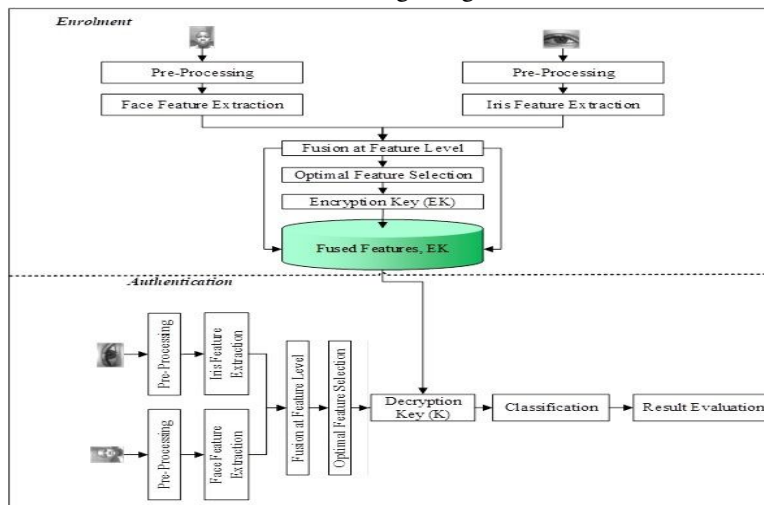 Enrolment
Pre-Processing
Pre-Processing
Face Feature Extraction
Iris Feature Extraction
Fusion at Feature Level
Optimal Feature Selection
Encryption Key (EK)
Fused Features, EK
Authentication
Pre-Processing
Iris Feature
Extraction
Pre-Processing
Face Feature
Extraction
Fusion at Feature Level
Optimal Feature Selection
Decryption
Key (K)
Classification
Result Evaluation